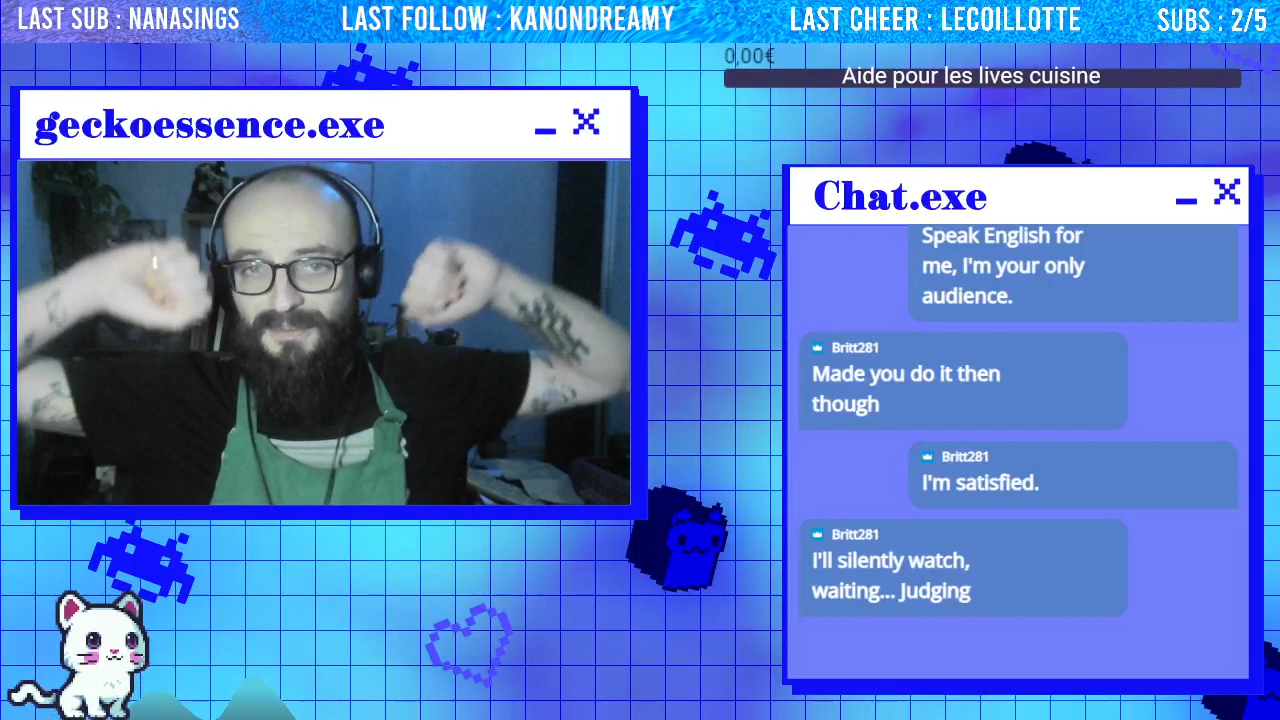 LAST SUB : NANASINGS
LAST FOLLOW : KANONDREAMY
LAST CHEER : LECOILLOTTE
SUBS : 2/5
0,00€
Aide pour les lives cuisine
geckoessence.exe
Chat.exe
Speak English for
me, I'm your only
audience.
Britt281
Made you do it then
though
Britt281
I'm satisfied.
Britt281
I'll silently watch,
waiting... Judging